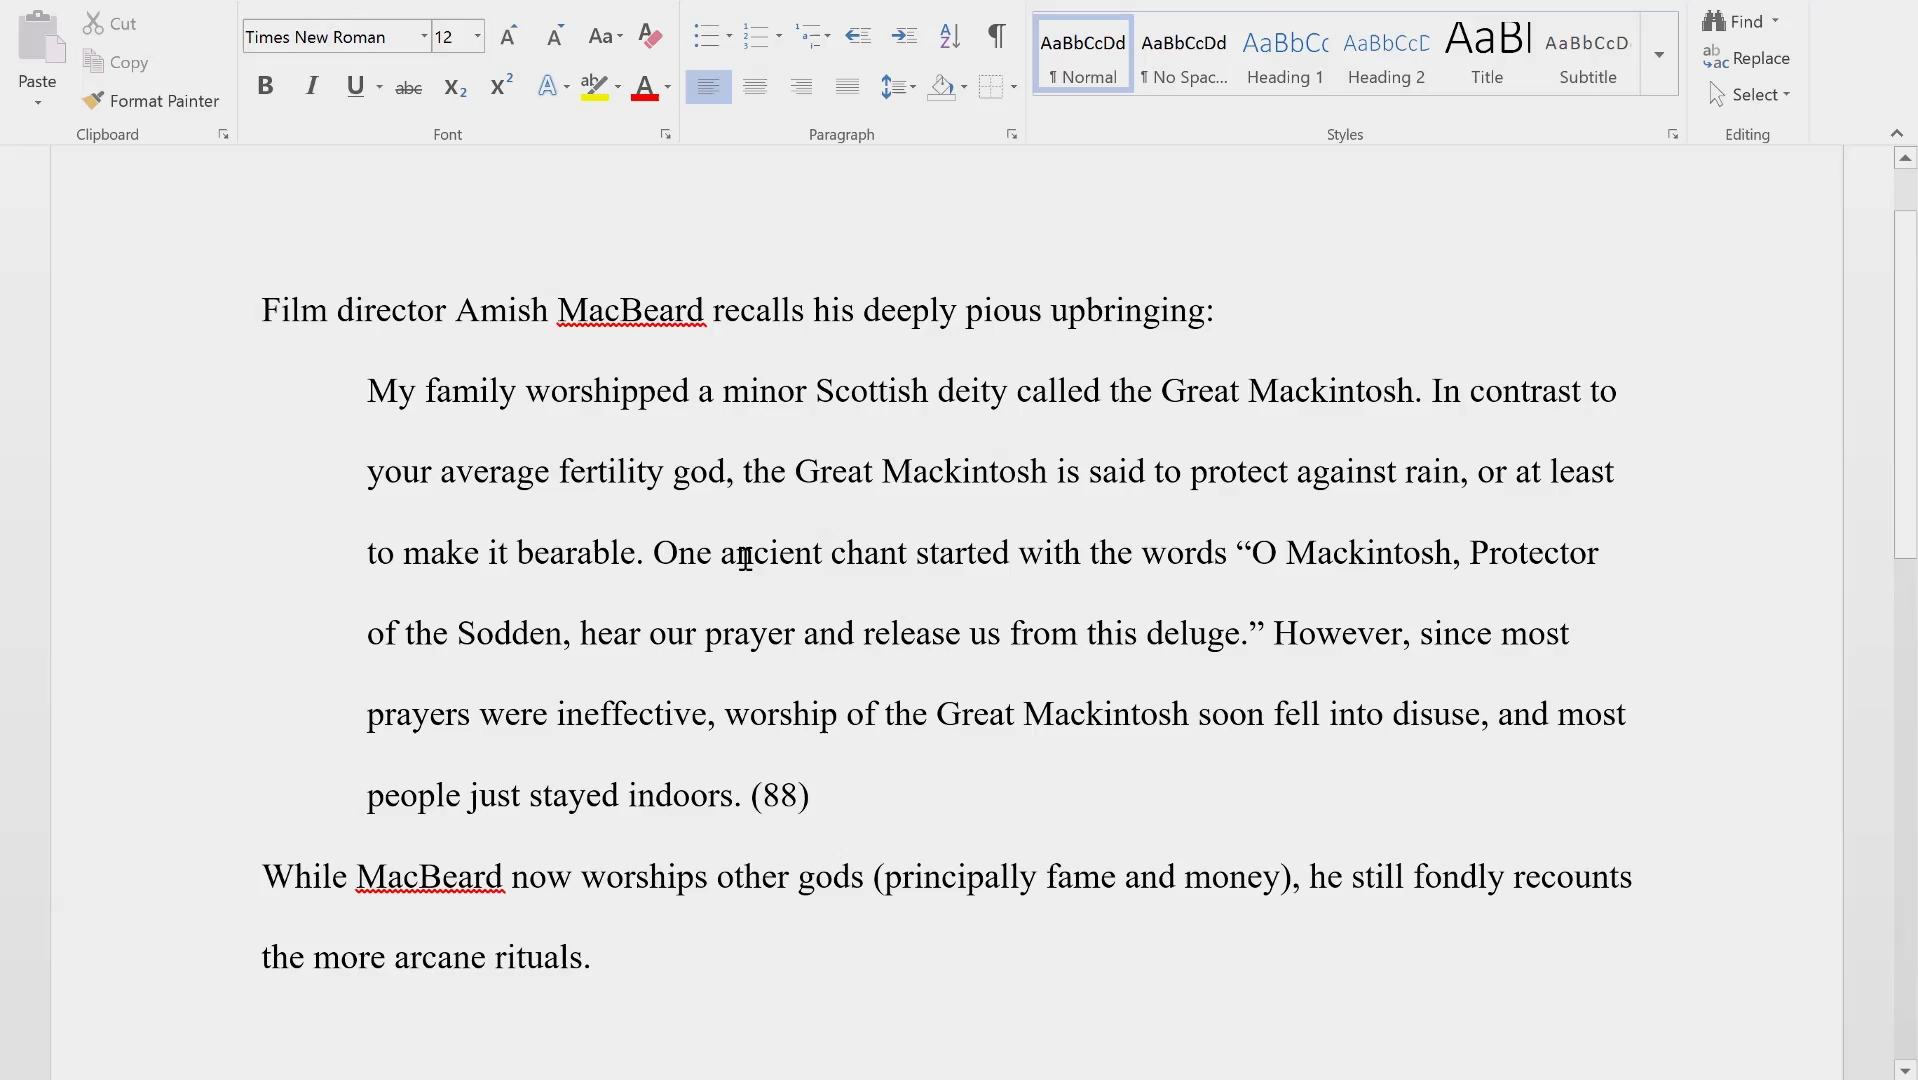 Cut
Copy
Paste
Format Painter
Clipboard
Times New Roman 12 Aa
B I U abc X₂ X² A A
Font
Paragraph
AaBbCcDd AaBbCcDd AaBbCc AaBbCcD AaBl AaBbCcD
¶ Normal ¶ No Spac... Heading 1 Heading 2 Title Subtitle
Styles
Find
Replace
Select
Editing
Film director Amish MacBeard recalls his deeply pious upbringing:
My family worshipped a minor Scottish deity called the Great Mackintosh. In contrast to
your average fertility god, the Great Mackintosh is said to protect against rain, or at least
to make it bearable. One ancient chant started with the words “O Mackintosh, Protector
of the Sodden, hear our prayer and release us from this deluge.” However, since most
prayers were ineffective, worship of the Great Mackintosh soon fell into disuse, and most
people just stayed indoors. (88)
While MacBeard now worships other gods (principally fame and money), he still fondly recounts
the more arcane rituals.